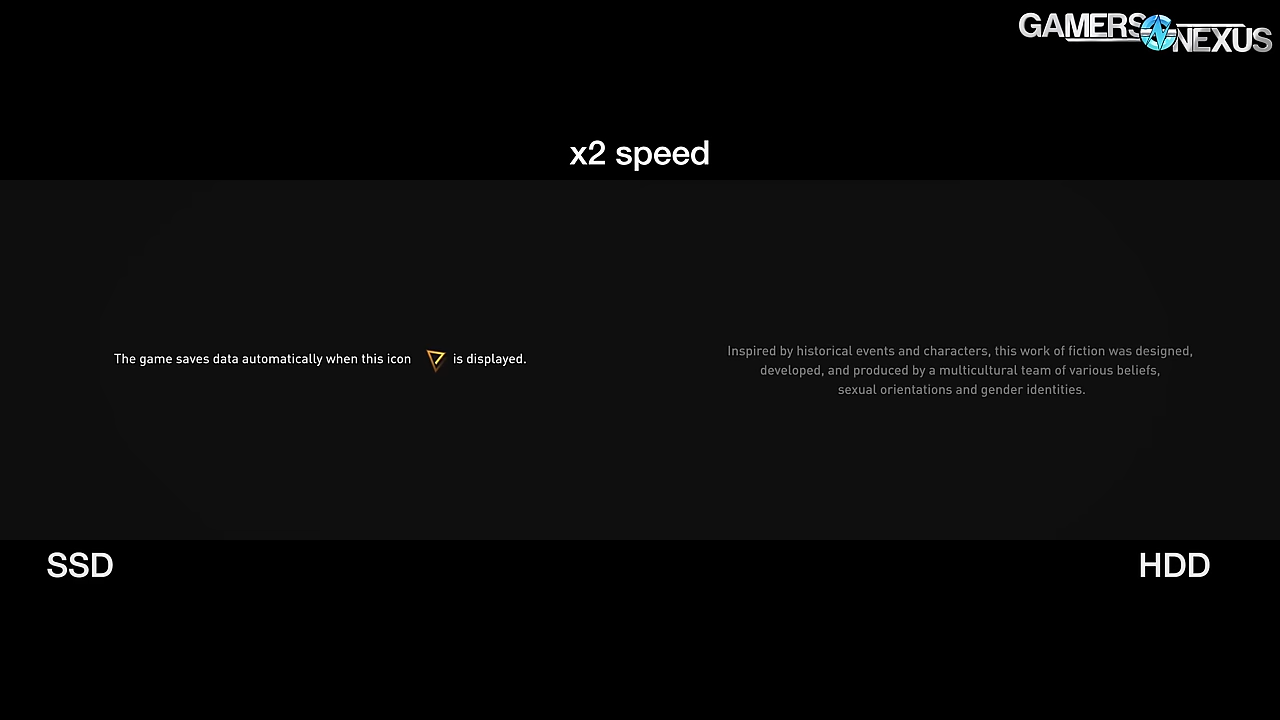 GAMERS NEXUS
x2 speed
The game saves data automatically when this icon is displayed.
Inspired by historical events and characters, this work of fiction was designed,
developed, and produced by a multicultural team of various beliefs,
sexual orientations and gender identities.
SSD
HDD